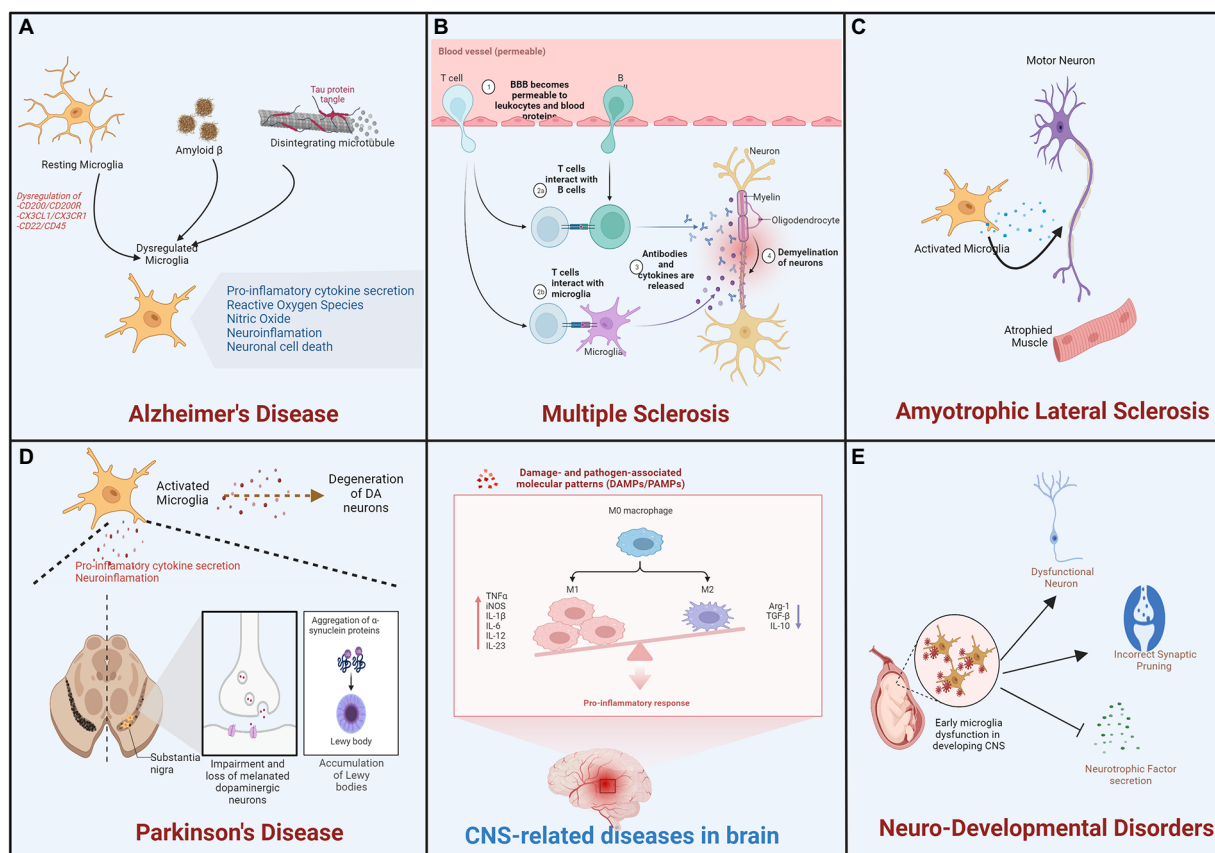 A
Resting Microglia
Amyloid β
Tau protein
tangle
Disintegrating microtubule
Dysregulation of
-CD200/CD200R
-CX3CL1/CX3CR1
-CD22/CD45
Dysregulated
Microglia
Pro-inflamatory cytokine secretion
Reactive Oxygen Species
Nitric Oxide
Neuroinflamation
Neuronal cell death
Alzheimer's Disease
B
Blood vessel (permeable)
T cell
1
BBB becomes
permeable to
leukocytes and blood
proteins
B
2a
T cells
interact with
B cells
Neuron
Myelin
Oligodendrocyte
3
Antibodies
and
cytokines are
released
4
Demyelination
of neurons
2b
T cells
interact with
microglia
Microglia
Multiple Sclerosis
C
Motor Neuron
Activated Microglia
Atrophied
Muscle
Amyotrophic Lateral Sclerosis
D
Activated
Microglia
Degeneration
of DA
neurons
Pro-inflamatory cytokine secretion
Neuroinflamation
Substantia
nigra
Impairment and
loss of melanated
dopaminergic
neurons
Aggregation of α-
synuclein proteins
Lewy body
Accumulation
of Lewy
bodies
Parkinson's Disease
Damage- and pathogen-associated
molecular patterns (DAMPs/PAMPs)
M0 macrophage
M1
M2
TNFα
iNOS
IL-1β
IL-6
IL-12
IL-23
Arg-1
TGF-β
IL-10
Pro-inflammatory response
CNS-related diseases in brain
E
Dysfunctional
Neuron
Incorrect Synaptic
Pruning
Early microglia
dysfunction in
developing CNS
Neurotrophic Factor
secretion
Neuro-Developmental Disorders